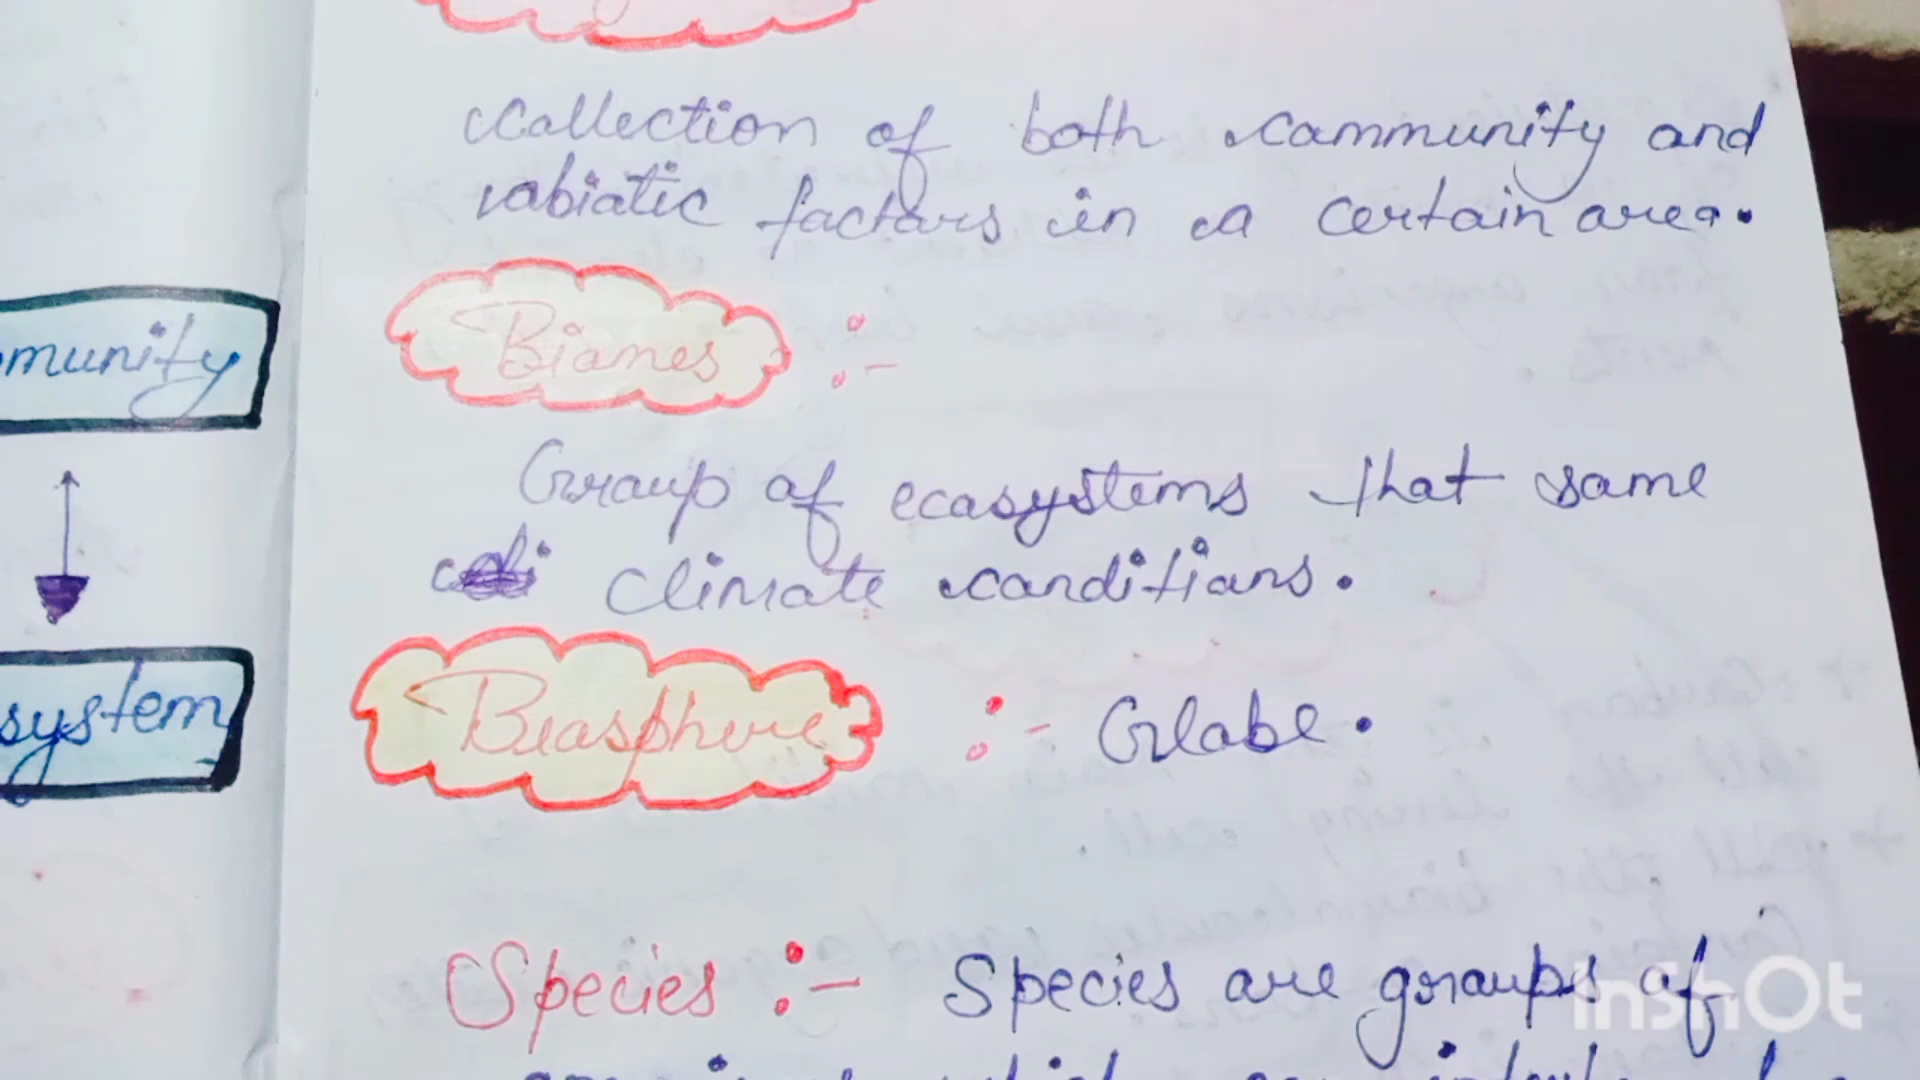 Collection of both community and
abiotic factors in a certain area.
Biomes :-
Group of ecosystems that same
climate conditions.
Biosphere :- Globe.
Species :- Species are groups of
munity
system
InShOt